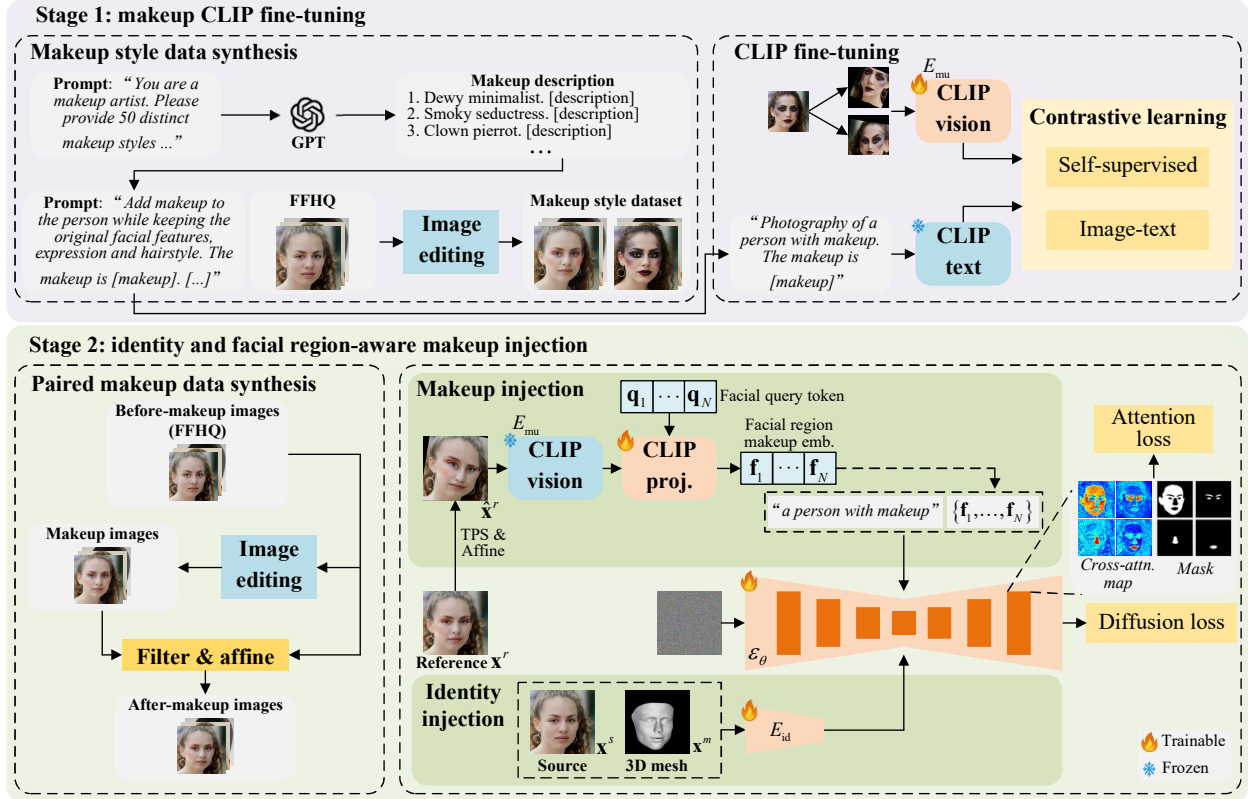 Stage 1: makeup CLIP fine-tuning
Makeup style data synthesis
Prompt: “You are a
makeup artist. Please
provide 50 distinct
makeup styles ...”
GPT
Makeup description
1. Dewy minimalist. [description]
2. Smoky seductress. [description]
3. Clown pierrot. [description]
...
Prompt: “Add makeup to
the person while keeping the
original facial features,
expression and hairstyle. The
makeup is [makeup]. [...]”
FFHQ
Image
editing
Makeup style dataset
CLIP fine-tuning
E_mu
CLIP
vision
“Photography of a
person with makeup.
The makeup is
[makeup]”
CLIP
text
Contrastive learning
Self-supervised
Image-text
Stage 2: identity and facial region-aware makeup injection
Paired makeup data synthesis
Before-makeup images
(FFHQ)
Makeup images
Image
editing
Filter & affine
After-makeup images
Makeup injection
q_1 ⋯ q_N
Facial query token
E_mu
CLIP
vision
CLIP
proj.
Facial region
makeup emb.
f_1 ⋯ f_N
x̂^r
TPS &
Affine
“a person with makeup”
{f_1,…,f_N}
Reference x^r
ε_θ
Attention
loss
Cross-attn.
map
Mask
Diffusion loss
Identity
injection
x^s
Source
x^m
3D mesh
E_id
Trainable
Frozen